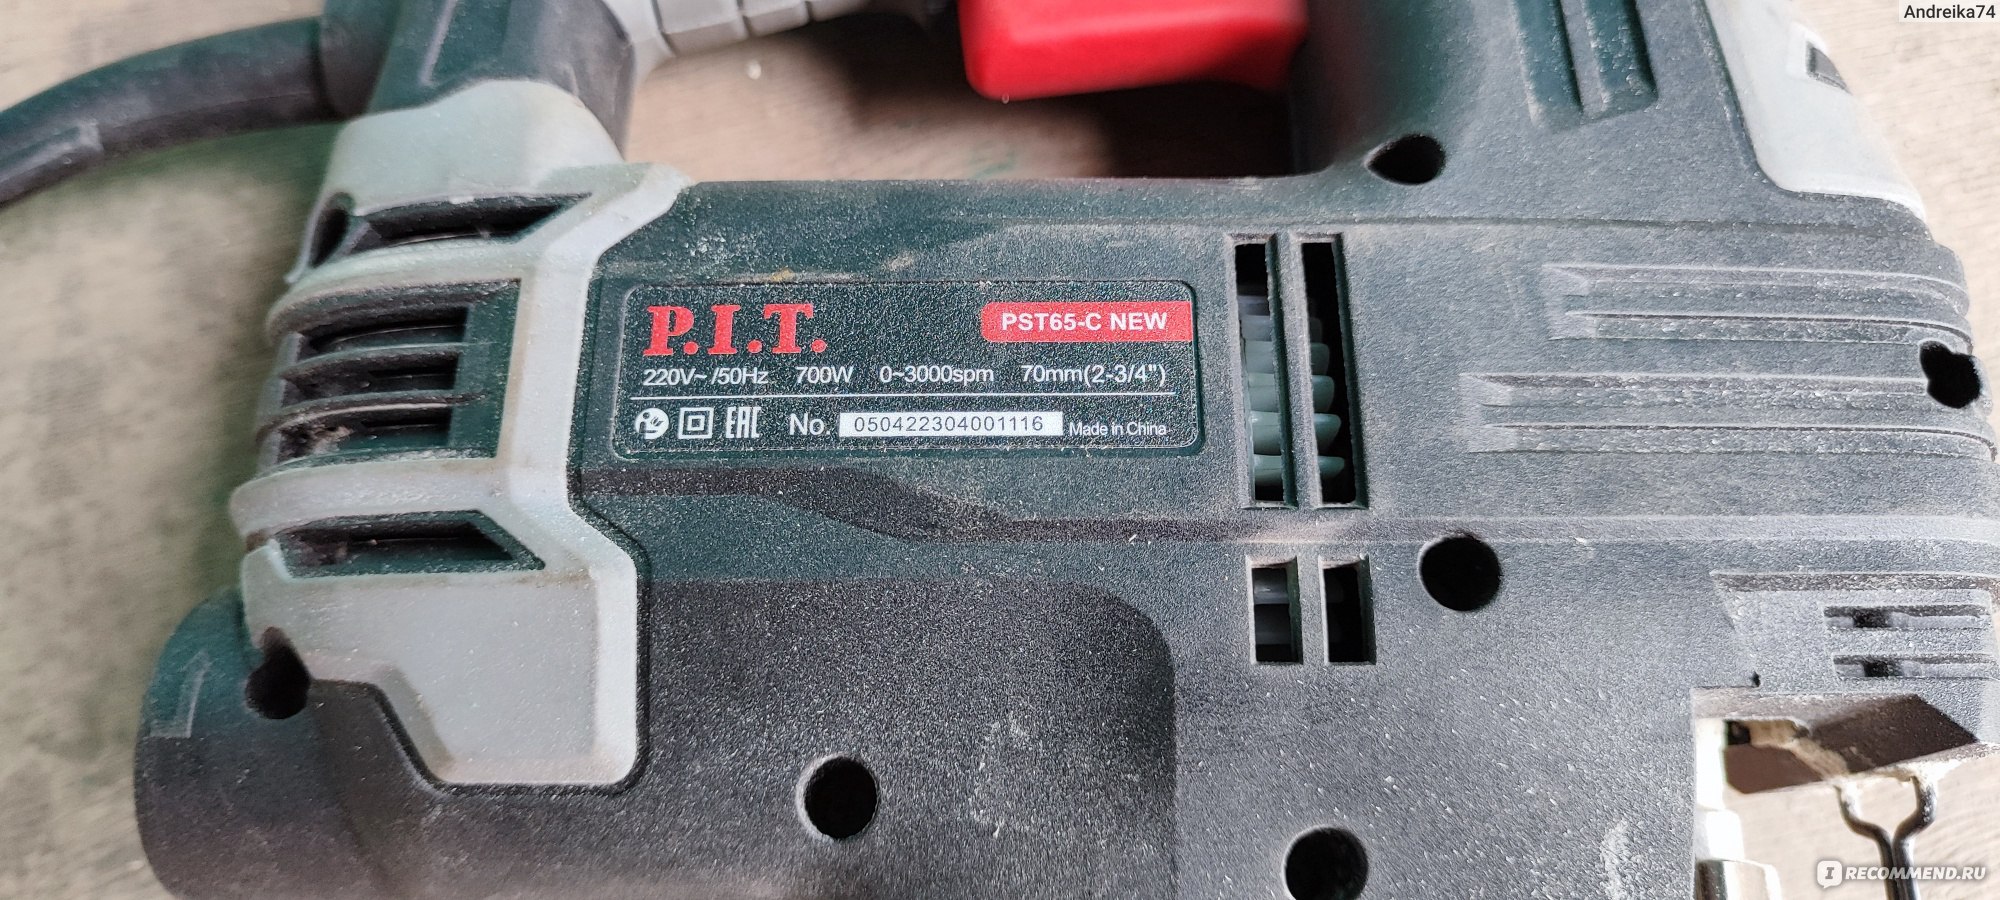 Andreika74
P.I.T.
PST65-C NEW
220V~ /50Hz 700W 0~3000spm 70mm(2-3/4")
EAC No. 050422304001116 Made in China
IRECOMMEND.RU